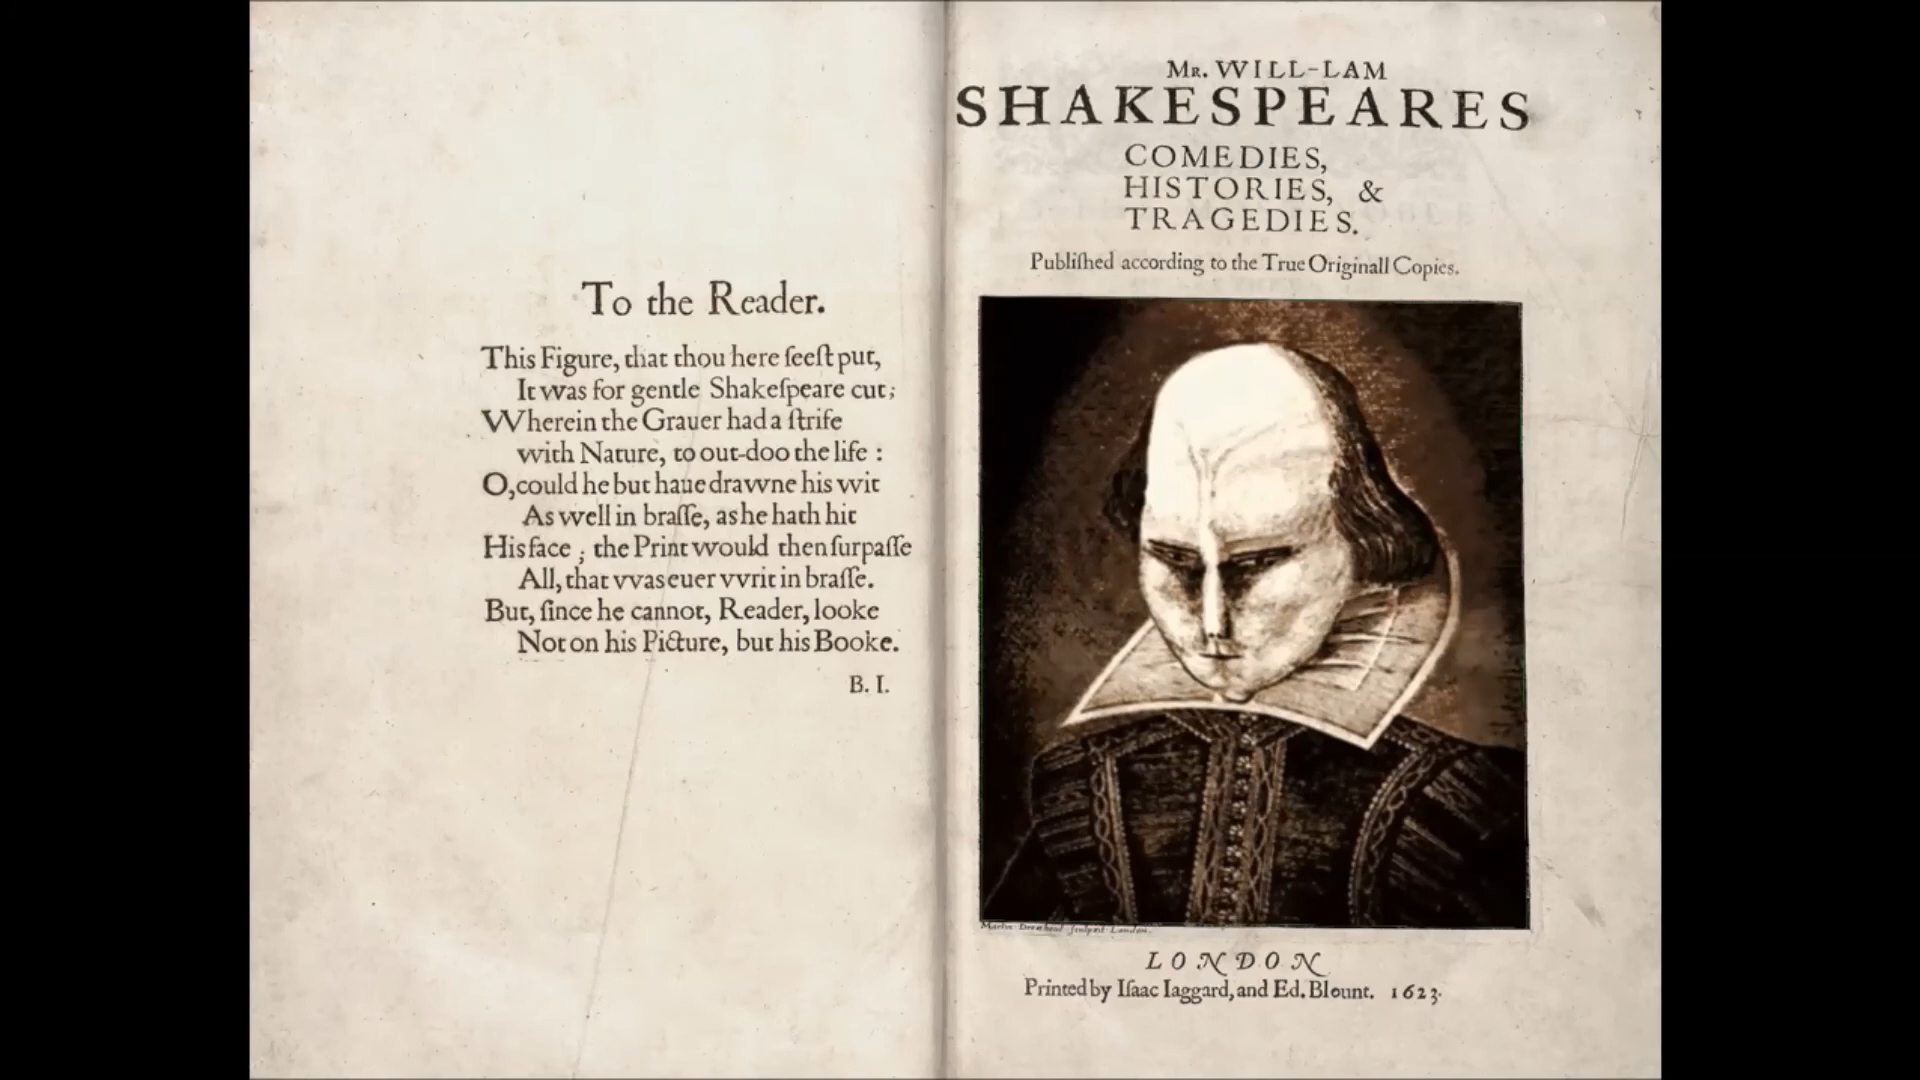 To the Reader.
This Figure, that thou here ſeeſt put,
It was for gentle Shakeſpeare cut;
Wherein the Grauer had a ſtrife
with Nature, to out-doo the life :
O, could he but haue drawne his wit
As well in braſſe, as he hath hit
His face ; the Print would then ſurpaſſe
All, that vvas euer vvrit in braſſe.
But, ſince he cannot, Reader, looke
Not on his Picture, but his Booke.
B. I.
MR. WILL-LAM
SHAKESPEARES
COMEDIES,
HISTORIES, &
TRAGEDIES.
Publiſhed according to the True Originall Copies.
Martin Droeshout ſculpsit London.
LONDON
Printed by Iſaac Iaggard, and Ed. Blount. 1623.